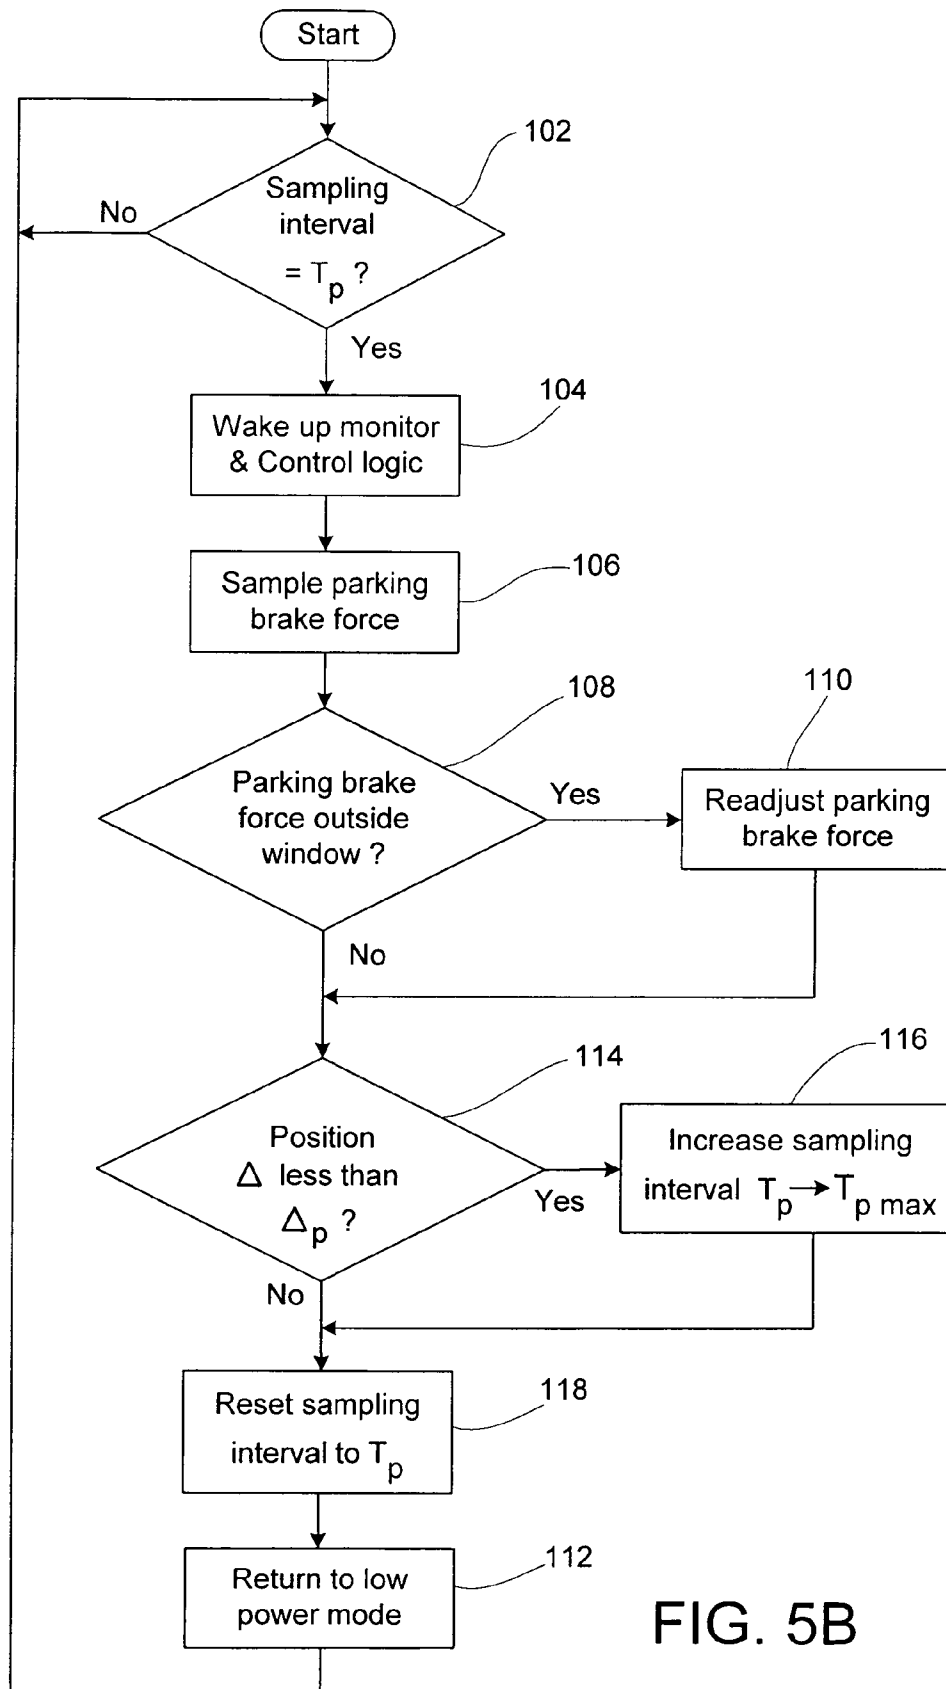 Start
102
Sampling
interval
= Tp ?
No
Yes
104
Wake up monitor
& Control logic
106
Sample parking
brake force
108
Parking brake
force outside
window ?
Yes
110
Readjust parking
brake force
No
114
Position
Δ less than
Δp ?
Yes
116
Increase sampling
interval Tp → Tp max
No
118
Reset sampling
interval to Tp
112
Return to low
power mode
FIG. 5B